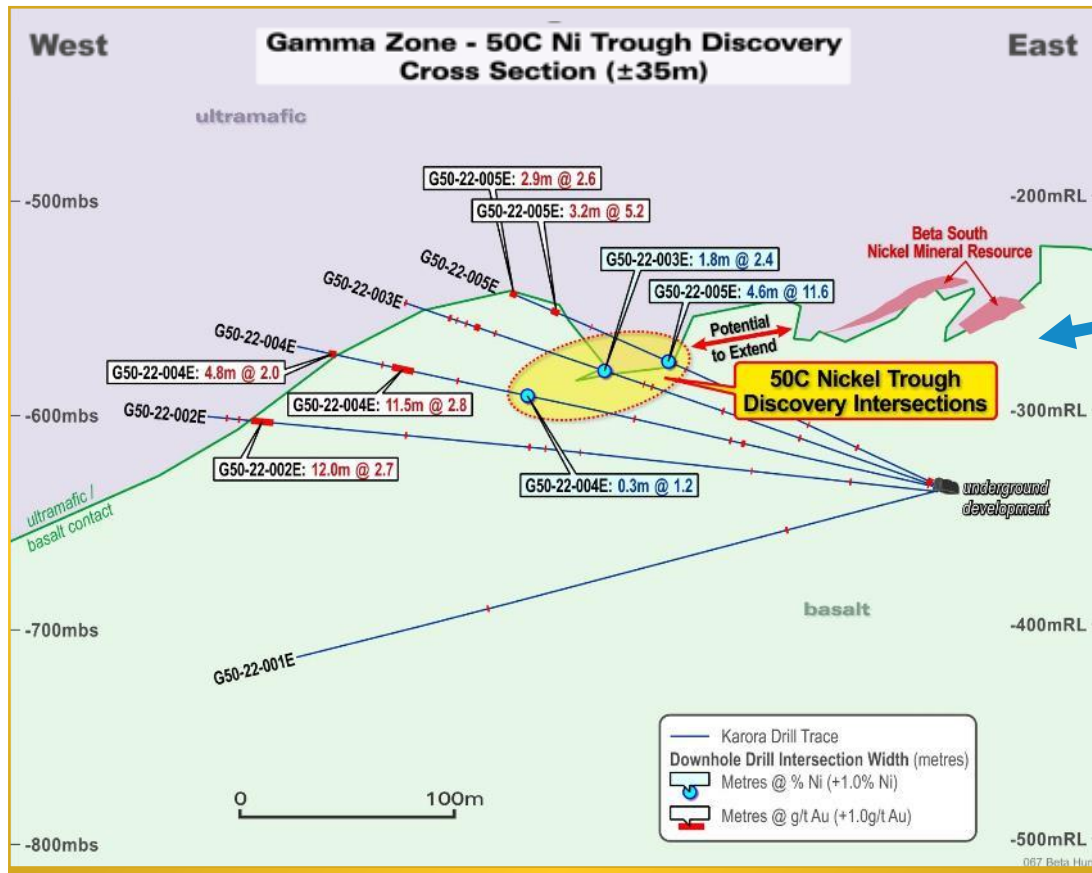 West
Gamma Zone - 50C Ni Trough Discovery
Cross Section (±35m)
East
ultramafic
-500mbs
-200mRL
G50-22-005E: 2.9m @ 2.6
G50-22-005E: 3.2m @ 5.2
Beta South
Nickel Mineral Resource
G50-22-003E: 1.8m @ 2.4
G50-22-005E
G50-22-005E: 4.6m @ 11.6
G50-22-003E
Potential
to Extend
G50-22-004E
G50-22-004E: 4.8m @ 2.0
50C Nickel Trough
Discovery Intersections
G50-22-004E: 11.5m @ 2.8
-600mbs
G50-22-002E
-300mRL
G50-22-002E: 12.0m @ 2.7
G50-22-004E: 0.3m @ 1.2
underground
development
ultramafic /
basalt contact
basalt
-700mbs
-400mRL
G50-22-001E
Karora Drill Trace
Downhole Drill Intersection Width (metres)
Metres @ % Ni (+1.0% Ni)
Metres @ g/t Au (+1.0g/t Au)
0
100m
-800mbs
-500mRL
067 Beta Hun